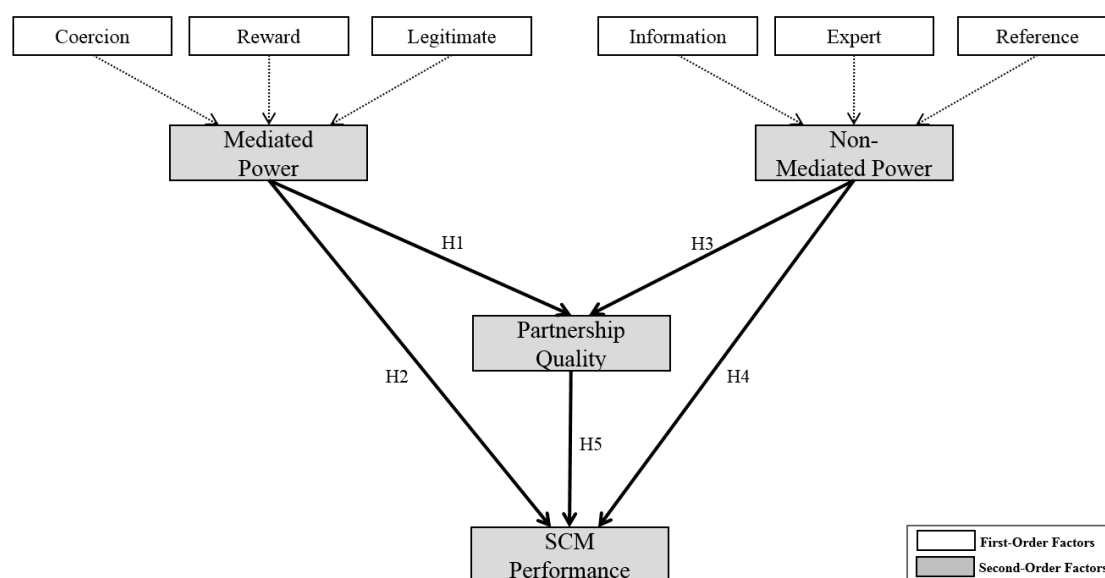 Coercion
Reward
Legitimate
Information
Expert
Reference
Mediated
Power
Non-
Mediated Power
H1
H3
Partnership
Quality
H2
H4
H5
SCM
Performance
First-Order Factors
Second-Order Factors